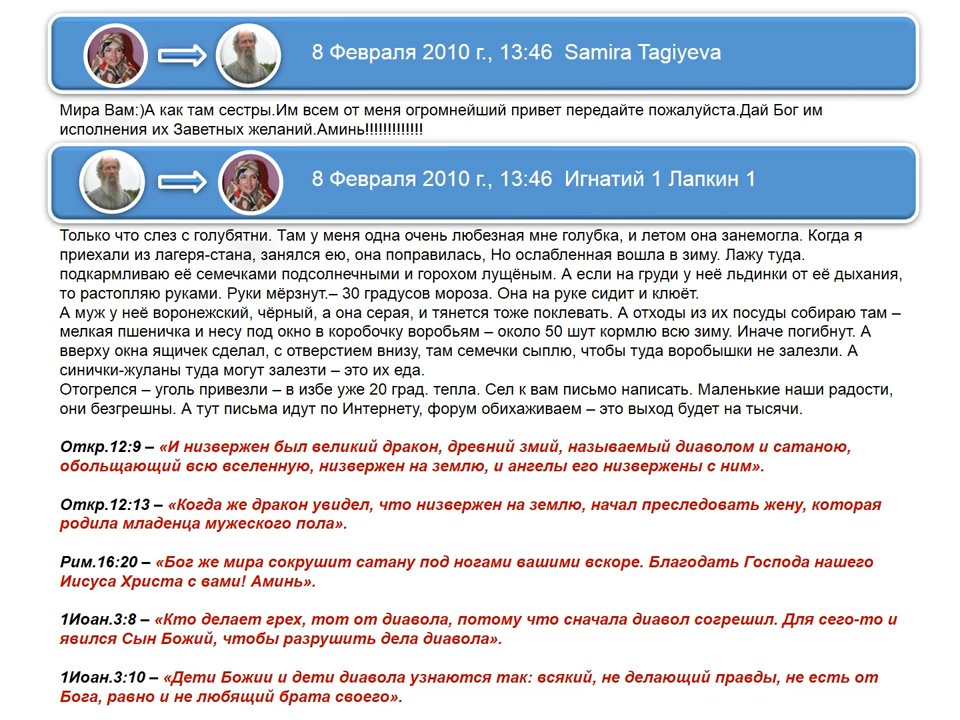 8 Февраля 2010 г., 13:46  Samira Tagiyeva
Мира Вам:)А как там сестры.Им всем от меня огромнейший привет передайте пожалуйста.Дай Бог им
исполнения их Заветных желаний.Аминь!!!!!!!!!!!!!
8 Февраля 2010 г., 13:46  Игнатий 1 Лапкин 1
Только что слез с голубятни. Там у меня одна очень любезная мне голубка, и летом она занемогла. Когда я
приехали из лагеря-стана, занялся ею, она поправилась, Но ослабленная вошла в зиму. Лажу туда.
подкармливаю её семечками подсолнечными и горохом лущёным. А если на груди у неё льдинки от её дыхания,
то растопляю руками. Руки мёрзнут.– 30 градусов мороза. Она на руке сидит и клюёт.
А муж у неё воронежский, чёрный, а она серая, и тянется тоже поклевать. А отходы из их посуды собираю там –
мелкая пшеничка и несу под окно в коробочку воробьям – около 50 шут кормлю всю зиму. Иначе погибнут. А
вверху окна ящичек сделал, с отверстием внизу, там семечки сыплю, чтобы туда воробышки не залезли. А
синички-жуланы туда могут залезти – это их еда.
Отогрелся – уголь привезли – в избе уже 20 град. тепла. Сел к вам письмо написать. Маленькие наши радости,
они безгрешны. А тут письма идут по Интернету, форум обихаживаем – это выход будет на тысячи.
Откр.12:9 – «И низвержен был великий дракон, древний змий, называемый диаволом и сатаною,
обольщающий всю вселенную, низвержен на землю, и ангелы его низвержены с ним».
Откр.12:13 – «Когда же дракон увидел, что низвержен на землю, начал преследовать жену, которая
родила младенца мужеского пола».
Рим.16:20 – «Бог же мира сокрушит сатану под ногами вашими вскоре. Благодать Господа нашего
Иисуса Христа с вами! Аминь».
1Иоан.3:8 – «Кто делает грех, тот от диавола, потому что сначала диавол согрешил. Для сего-то и
явился Сын Божий, чтобы разрушить дела диавола».
1Иоан.3:10 – «Дети Божии и дети диавола узнаются так: всякий, не делающий правды, не есть от
Бога, равно и не любящий брата своего».